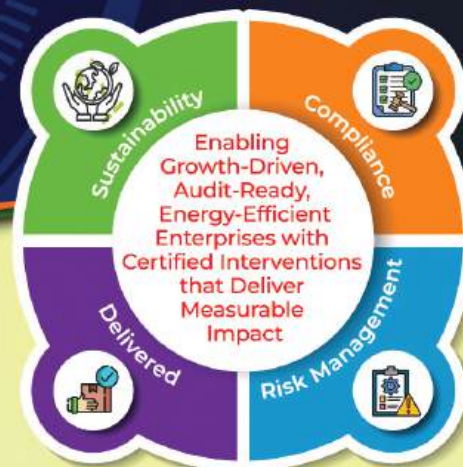 Sustainability
Compliance
Enabling
Growth-Driven,
Audit-Ready,
Energy-Efficient
Enterprises with
Certified Interventions
that Deliver
Measurable
Impact
Delivered
Risk Management